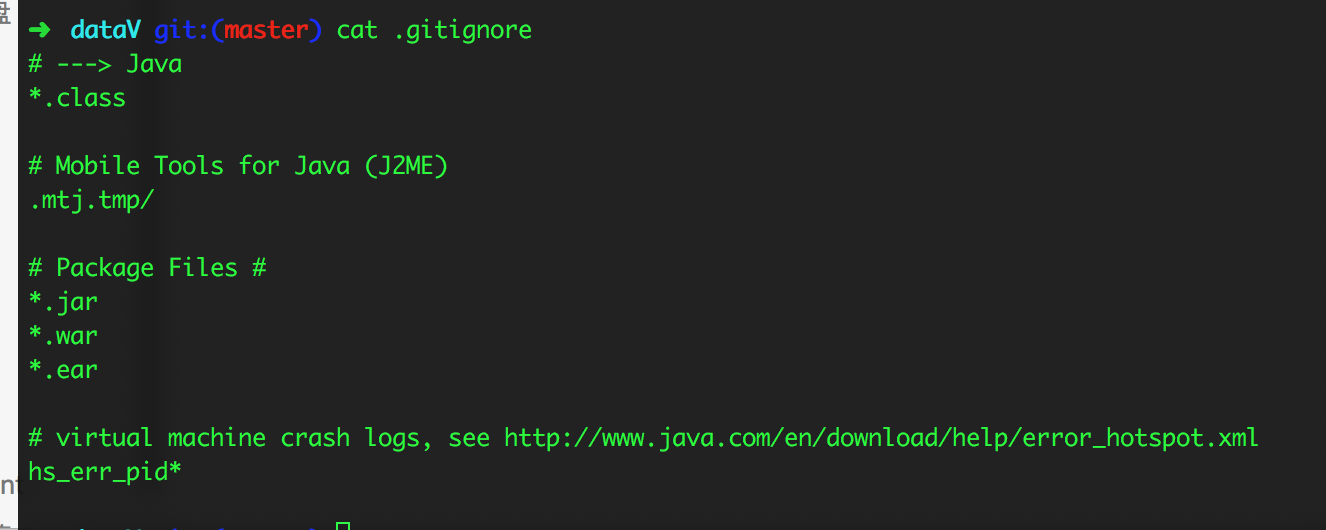 ➜ dataV git:(master) cat .gitignore
# ---> Java
*.class
# Mobile Tools for Java (J2ME)
.mtj.tmp/
# Package Files #
*.jar
*.war
*.ear
# virtual machine crash logs, see http://www.java.com/en/download/help/error_hotspot.xml
hs_err_pid*